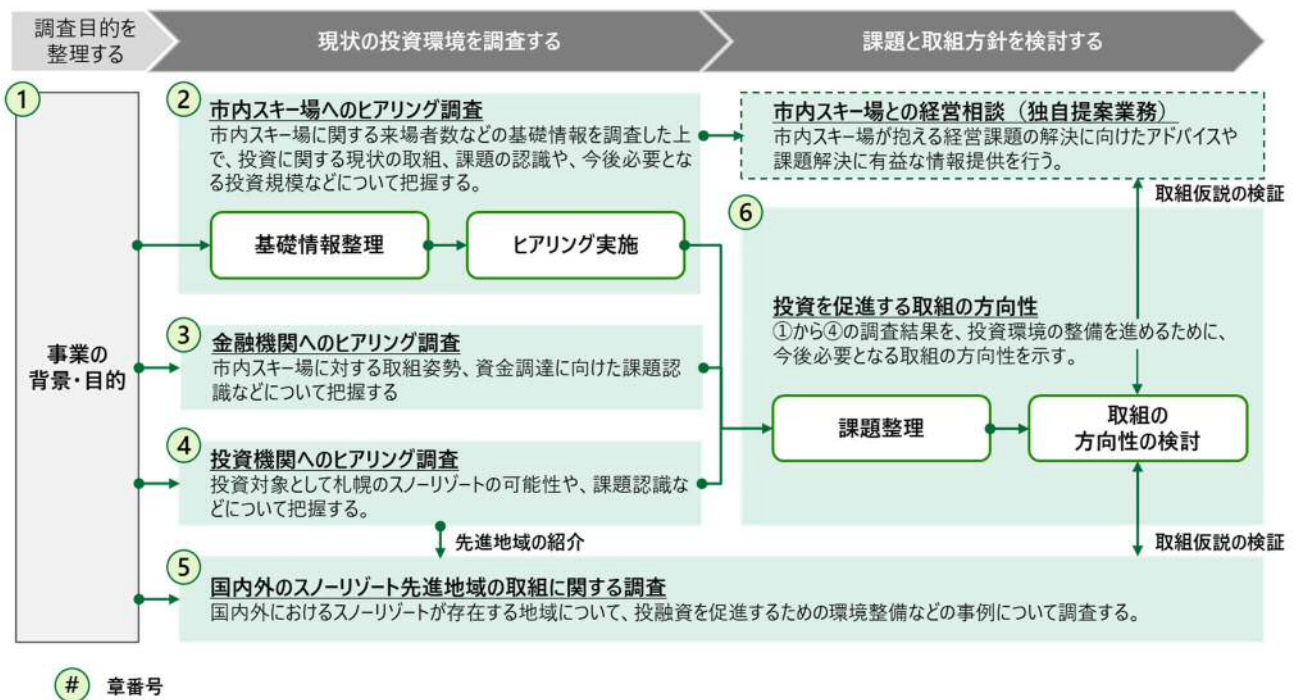 調査目的を
整理する
現状の投資環境を調査する
課題と取組方針を検討する
①
事業の
背景・目的
②
市内スキー場へのヒアリング調査
市内スキー場に関する来場者数などの基礎情報を調査した上
で、投資に関する現状の取組、課題の認識や、今後必要とな
る投資規模などについて把握する。
基礎情報整理
ヒアリング実施
③
金融機関へのヒアリング調査
市内スキー場に対する取組姿勢、資金調達に向けた課題認
識などについて把握する
④
投資機関へのヒアリング調査
投資対象として札幌のスノーリゾートの可能性や、課題認識な
どについて把握する。
先進地域の紹介
⑤
国内外のスノーリゾート先進地域の取組に関する調査
国内外におけるスノーリゾートが存在する地域について、投融資を促進するための環境整備などの事例について調査する。
市内スキー場との経営相談（独自提案業務）
市内スキー場が抱える経営課題の解決に向けたアドバイスや
課題解決に有益な情報提供を行う。
取組仮説の検証
⑥
投資を促進する取組の方向性
①から④の調査結果を、投資環境の整備を進めるために、
今後必要となる取組の方向性を示す。
課題整理
取組の
方向性の検討
取組仮説の検証
# 章番号